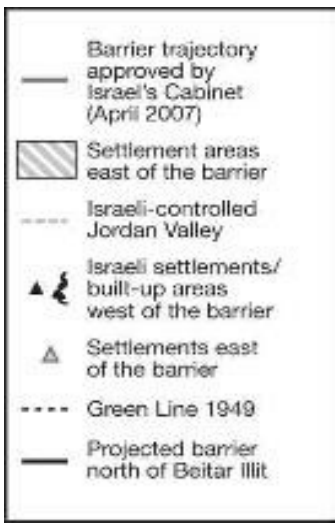 Barrier trajectory
approved by
Israel's Cabinet
(April 2007)
Settlement areas
east of the barrier
Israeli-controlled
Jordan Valley
Israeli settlements/
built-up areas
west of the barrier
Settlements east
of the barrier
Green Line 1949
Projected barrier
north of Beitar Illit